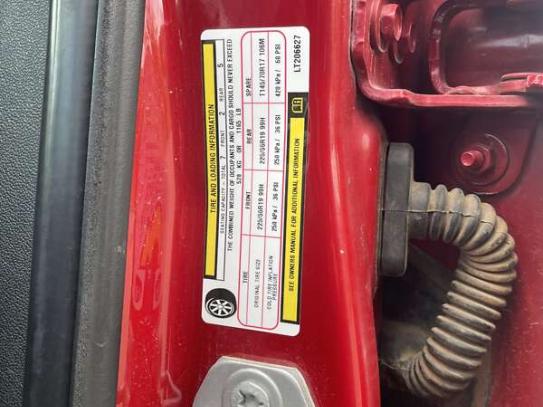 TIRE AND LOADING INFORMATION
SEATING CAPACITY - TOTAL 7 FRONT 2 REAR 5
THE COMBINED WEIGHT OF OCCUPANTS AND CARGO SHOULD NEVER EXCEED
528 KG OR 1165 LB
TIRE FRONT REAR SPARE
ORIGINAL TIRE SIZE 225/55R19 99H 225/55R19 99H T145/70R17 106M
COLD TIRE INFLATION PRESSURE 250 kPa / 36 PSI 250 kPa / 36 PSI 420 kPa / 60 PSI
SEE OWNERS MANUAL FOR ADDITIONAL INFORMATION
LT206627